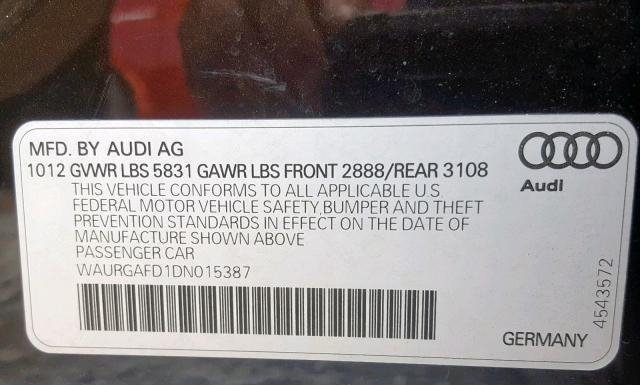 MFD. BY AUDI AG
1012 GVWR LBS 5831 GAWR LBS FRONT 2888/REAR 3108
THIS VEHICLE CONFORMS TO ALL APPLICABLE U.S
FEDERAL MOTOR VEHICLE SAFETY,BUMPER AND THEFT
PREVENTION STANDARDS IN EFFECT ON THE DATE OF
MANUFACTURE SHOWN ABOVE
PASSENGER CAR
WAURGAFD1DN015387
Audi
4543572
GERMANY